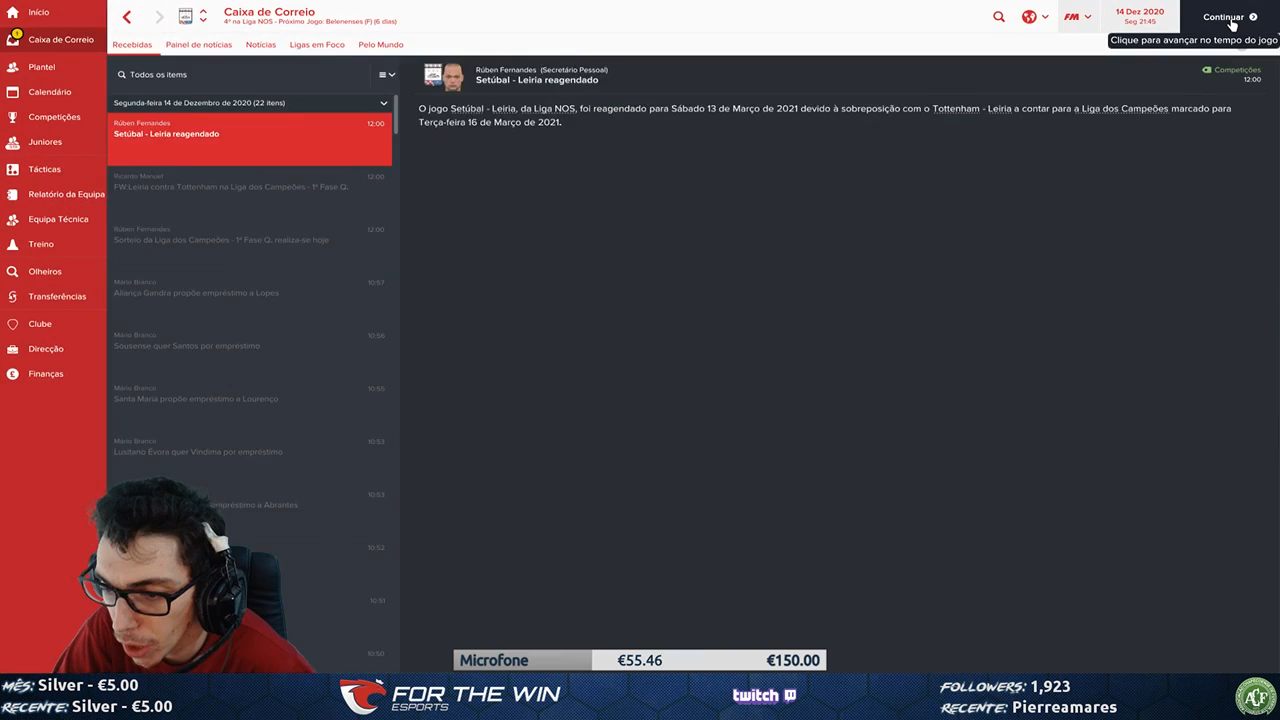 Início
Caixa de Correio
1
Plantel
Calendário
Competições
Juniores
Tácticas
Relatório da Equipa
Equipa Técnica
Treino
Olheiros
Transferências
Clube
Direcção
Finanças
Caixa de Correio
4º na Liga NOS - Próximo Jogo: Belenenses (F) (6 dias)
FM
14 Dez 2020
Seg 21:45
Continuar
Clique para avançar no tempo do jogo
Recebidas
Painel de notícias
Notícias
Ligas em Foco
Pelo Mundo
Todos os items
Segunda-feira 14 de Dezembro de 2020 (22 itens)
Rúben Fernandes 12:00
Setúbal - Leiria reagendado
Ricardo Manuel 12:00
FW:Leiria contra Tottenham na Liga dos Campeões - 1ª Fase Q.
Rúben Fernandes 12:00
Sorteio da Liga dos Campeões - 1ª Fase Q. realiza-se hoje
Mário Branco 10:57
Aliança Gandra propõe empréstimo a Lopes
Mário Branco 10:56
Sousense quer Santos por empréstimo
Mário Branco 10:55
Santa Maria propõe empréstimo a Lourenço
Mário Branco 10:53
Lusitano Évora quer Vindima por empréstimo
10:53
empréstimo a Abrantes
10:52
10:51
10:50
Rúben Fernandes (Secretário Pessoal)
Setúbal - Leiria reagendado
Competições
12:00
O jogo Setúbal - Leiria, da Liga NOS, foi reagendado para Sábado 13 de Março de 2021 devido à sobreposição com o Tottenham - Leiria a contar para a Liga dos Campeões marcado para
Terça-feira 16 de Março de 2021.
Microfone €55.46 €150.00
MÊS: Silver - €5.00
RECENTE: Silver - €5.00
FOR THE WIN
ESPORTS
twitch
FOLLOWERS: 1,923
RECENTE: Pierreamares
ACF